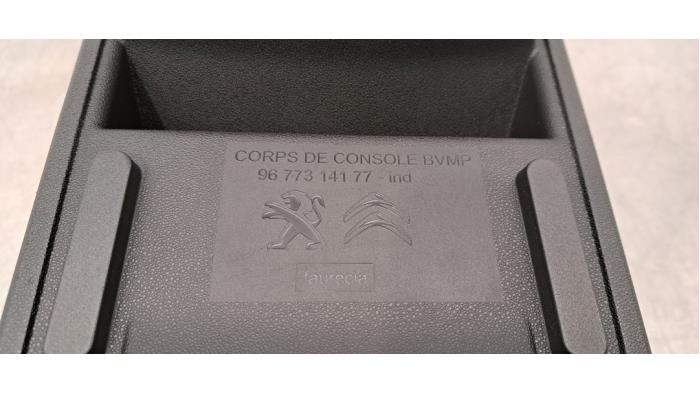 CORPS DE CONSOLE BVMP
96 773 141 77 - ind
faurecia